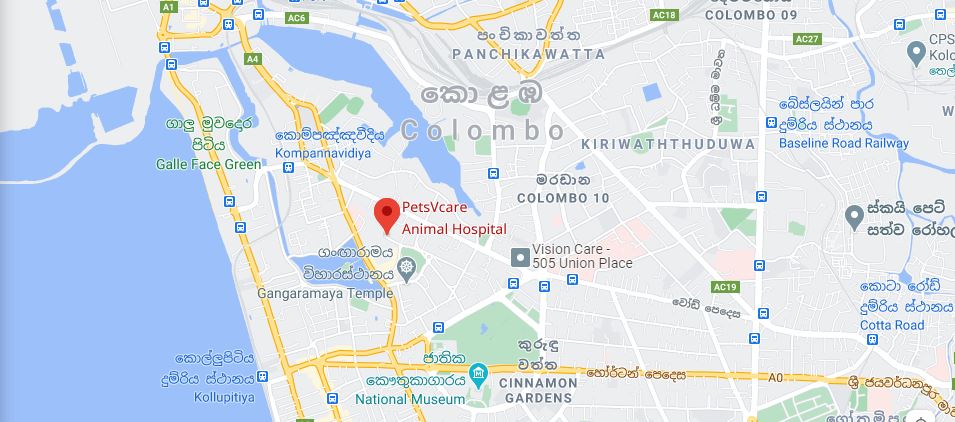 COLOMBO 09
AC18
AC6
A1
AC27
පංචිකාවත්ත
PANCHIKAWATTA
A4
CPS
තෙල්
කොළඹ
Colombo
ගාලු මුවදොර
පිටිය
Galle Face Green
කොම්පඤ්ඤවීදිය
Kompannavidiya
KIRIWATHTHUDUWA
බේස්ලයින් පාර
දුම්රිය ස්ථානය
Baseline Road Railway
මරදාන
COLOMBO 10
PetsVcare
Animal Hospital
ස්කයි පෙට්
සත්ව රෝහල
Vision Care -
505 Union Place
ගංඟාරාමය
විහාරස්ථානය
Gangaramaya Temple
AC19
වෝඩ් පෙදෙස
කොටා රෝඩ්
දුම්රිය ස්ථානය
Cotta Road
කොල්ලුපිටිය
දුම්රිය ස්ථානය
Kollupitiya
ජාතික
කෞතුකාගාරය
National Museum
කුරුඳු
වත්ත
CINNAMON
GARDENS
හෝර්ටන් පෙදෙස
A0